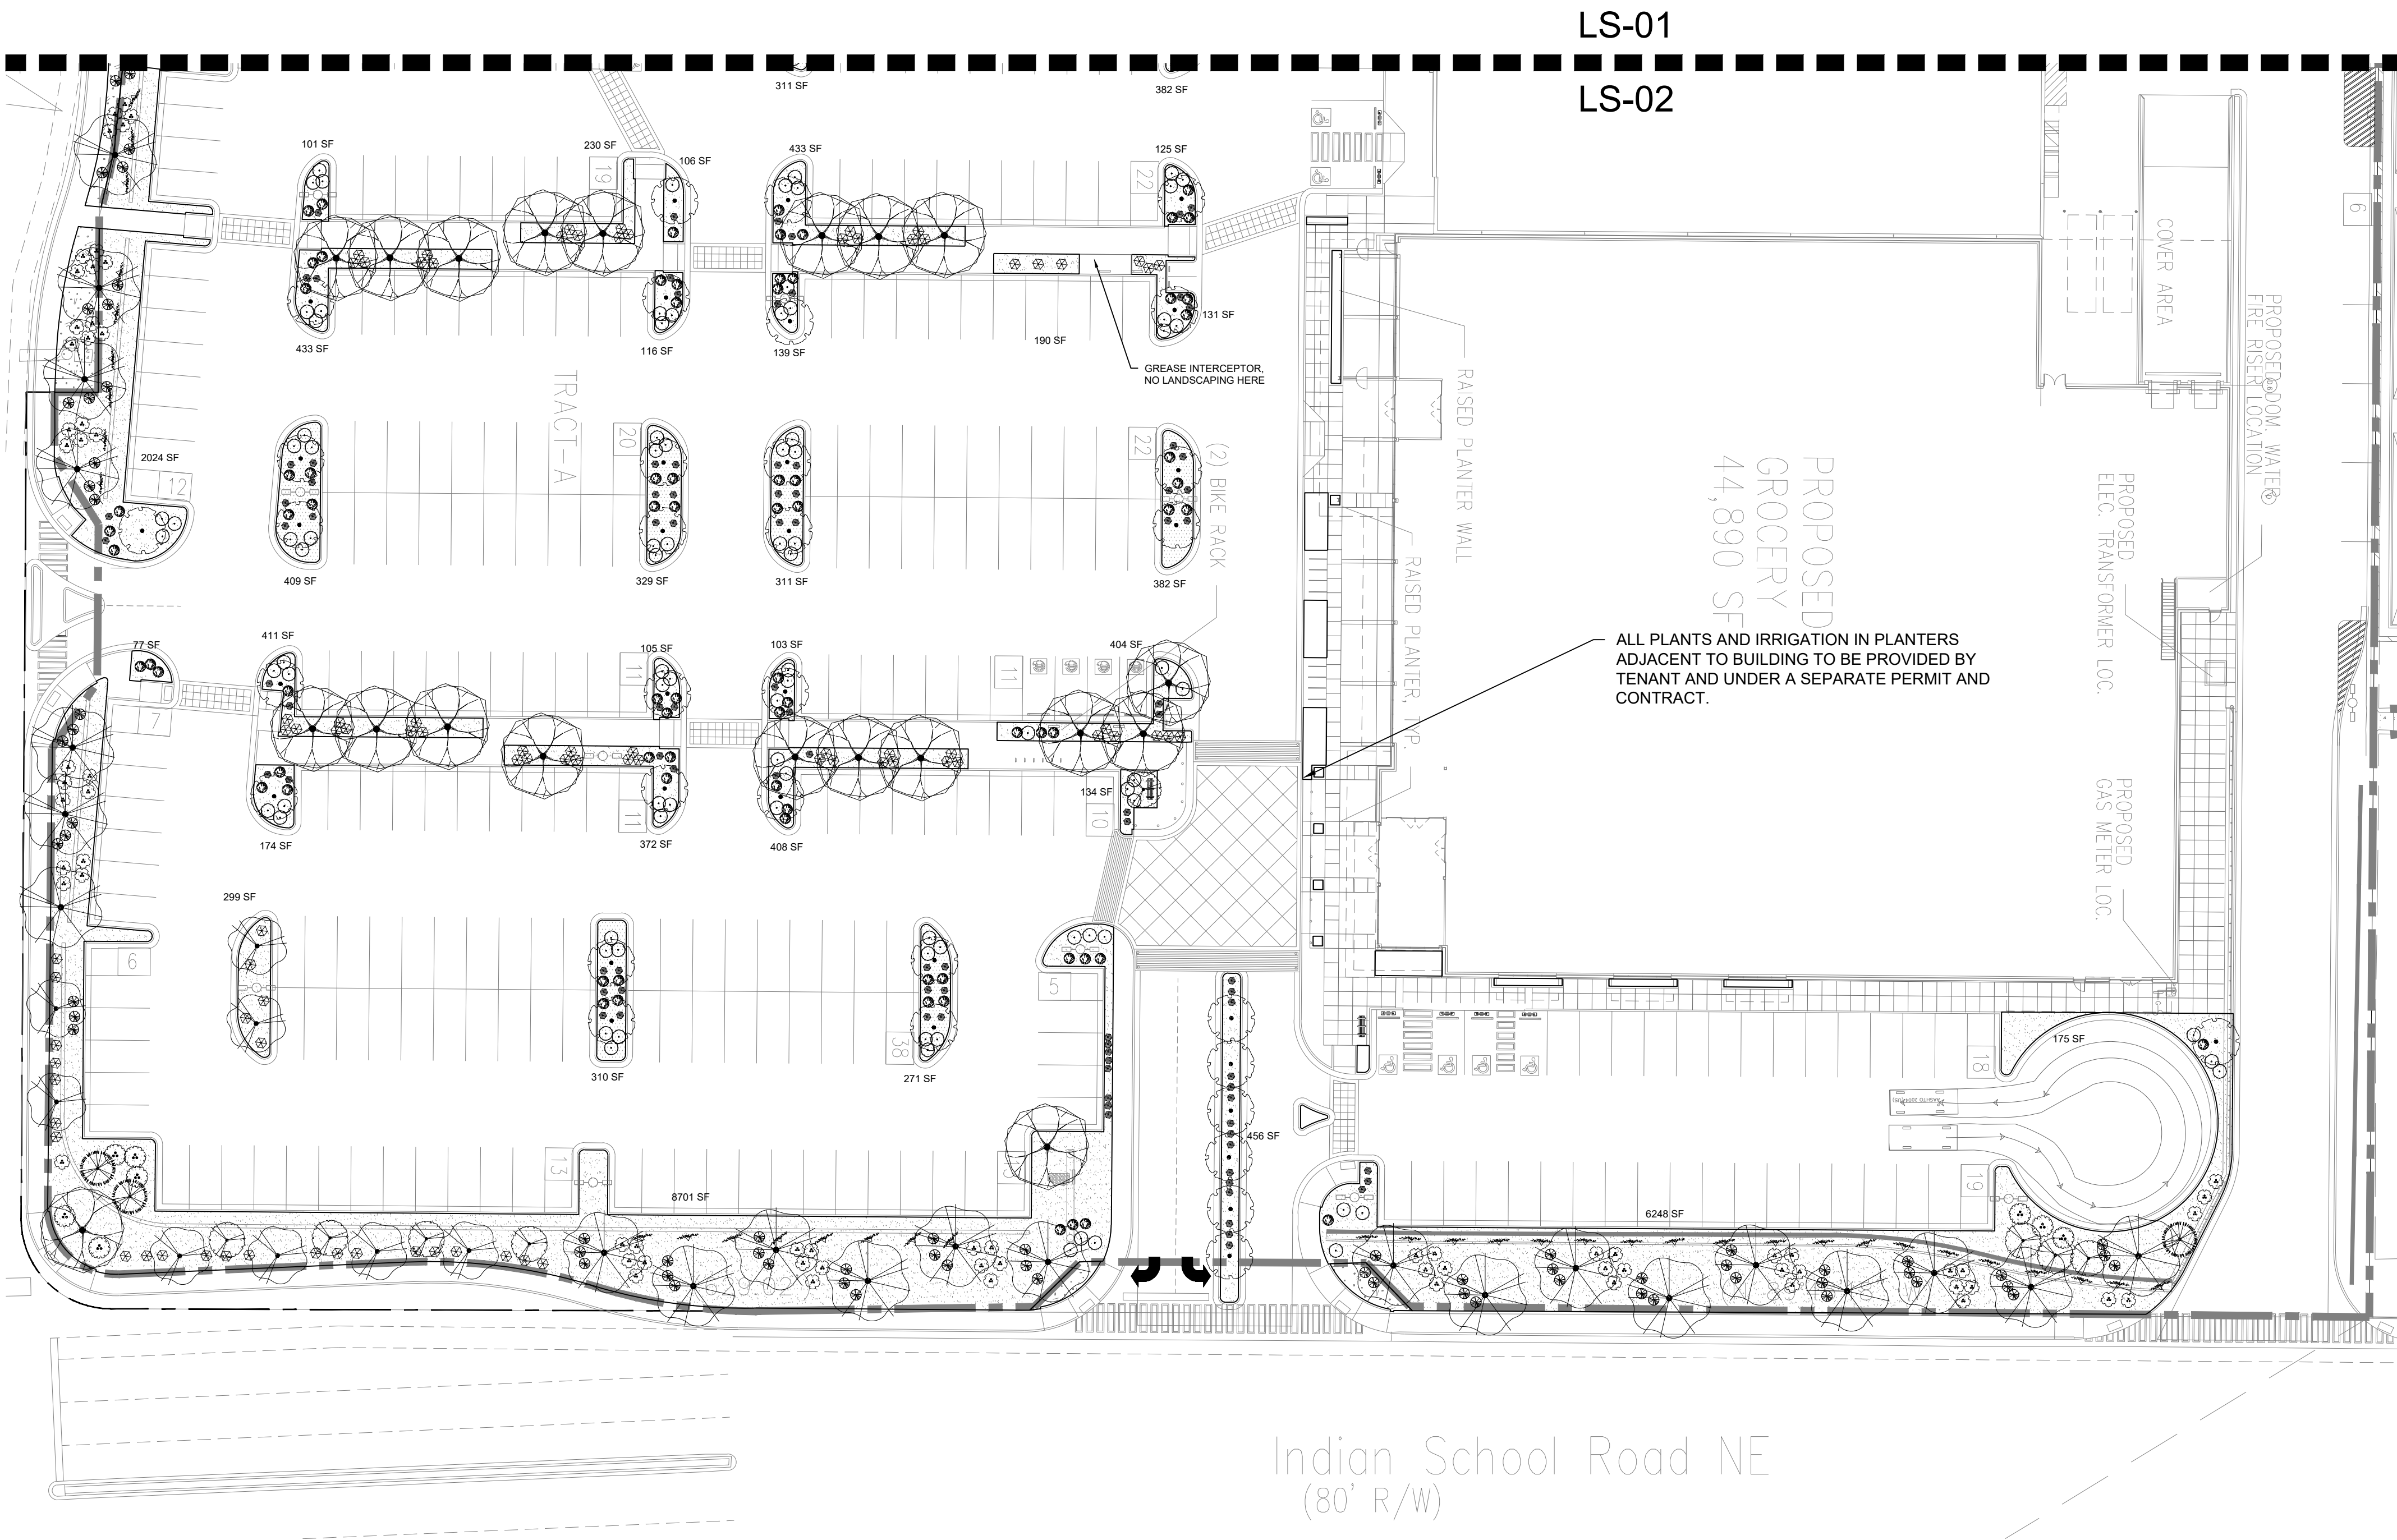 LS-01
LS-02
311 SF
382 SF
101 SF
230 SF
106 SF
433 SF
125 SF
19
22
6
COVER AREA
433 SF
116 SF
139 SF
190 SF
131 SF
GREASE INTERCEPTOR,
NO LANDSCAPING HERE
TRACT-A
RAISED PLANTER WALL
PROPOSED DOM. WATER
FIRE RISER LOCATION
2024 SF
12
20
22
(2) BIKE RACK
409 SF
329 SF
311 SF
382 SF
RAISED PLANTER, TYP.
PROPOSED
GROCERY
44,890 SF
PROPOSED
ELEC. TRANSFORMER LOC.
77 SF
411 SF
105 SF
103 SF
404 SF
11
11
7
ALL PLANTS AND IRRIGATION IN PLANTERS
ADJACENT TO BUILDING TO BE PROVIDED BY
TENANT AND UNDER A SEPARATE PERMIT AND
CONTRACT.
134 SF
10
11
174 SF
372 SF
408 SF
PROPOSED
GAS METER LOC.
299 SF
6
5
38
310 SF
271 SF
18
175 SF
456 SF
13
19
8701 SF
6248 SF
Indian School Road NE
(80' R/W)